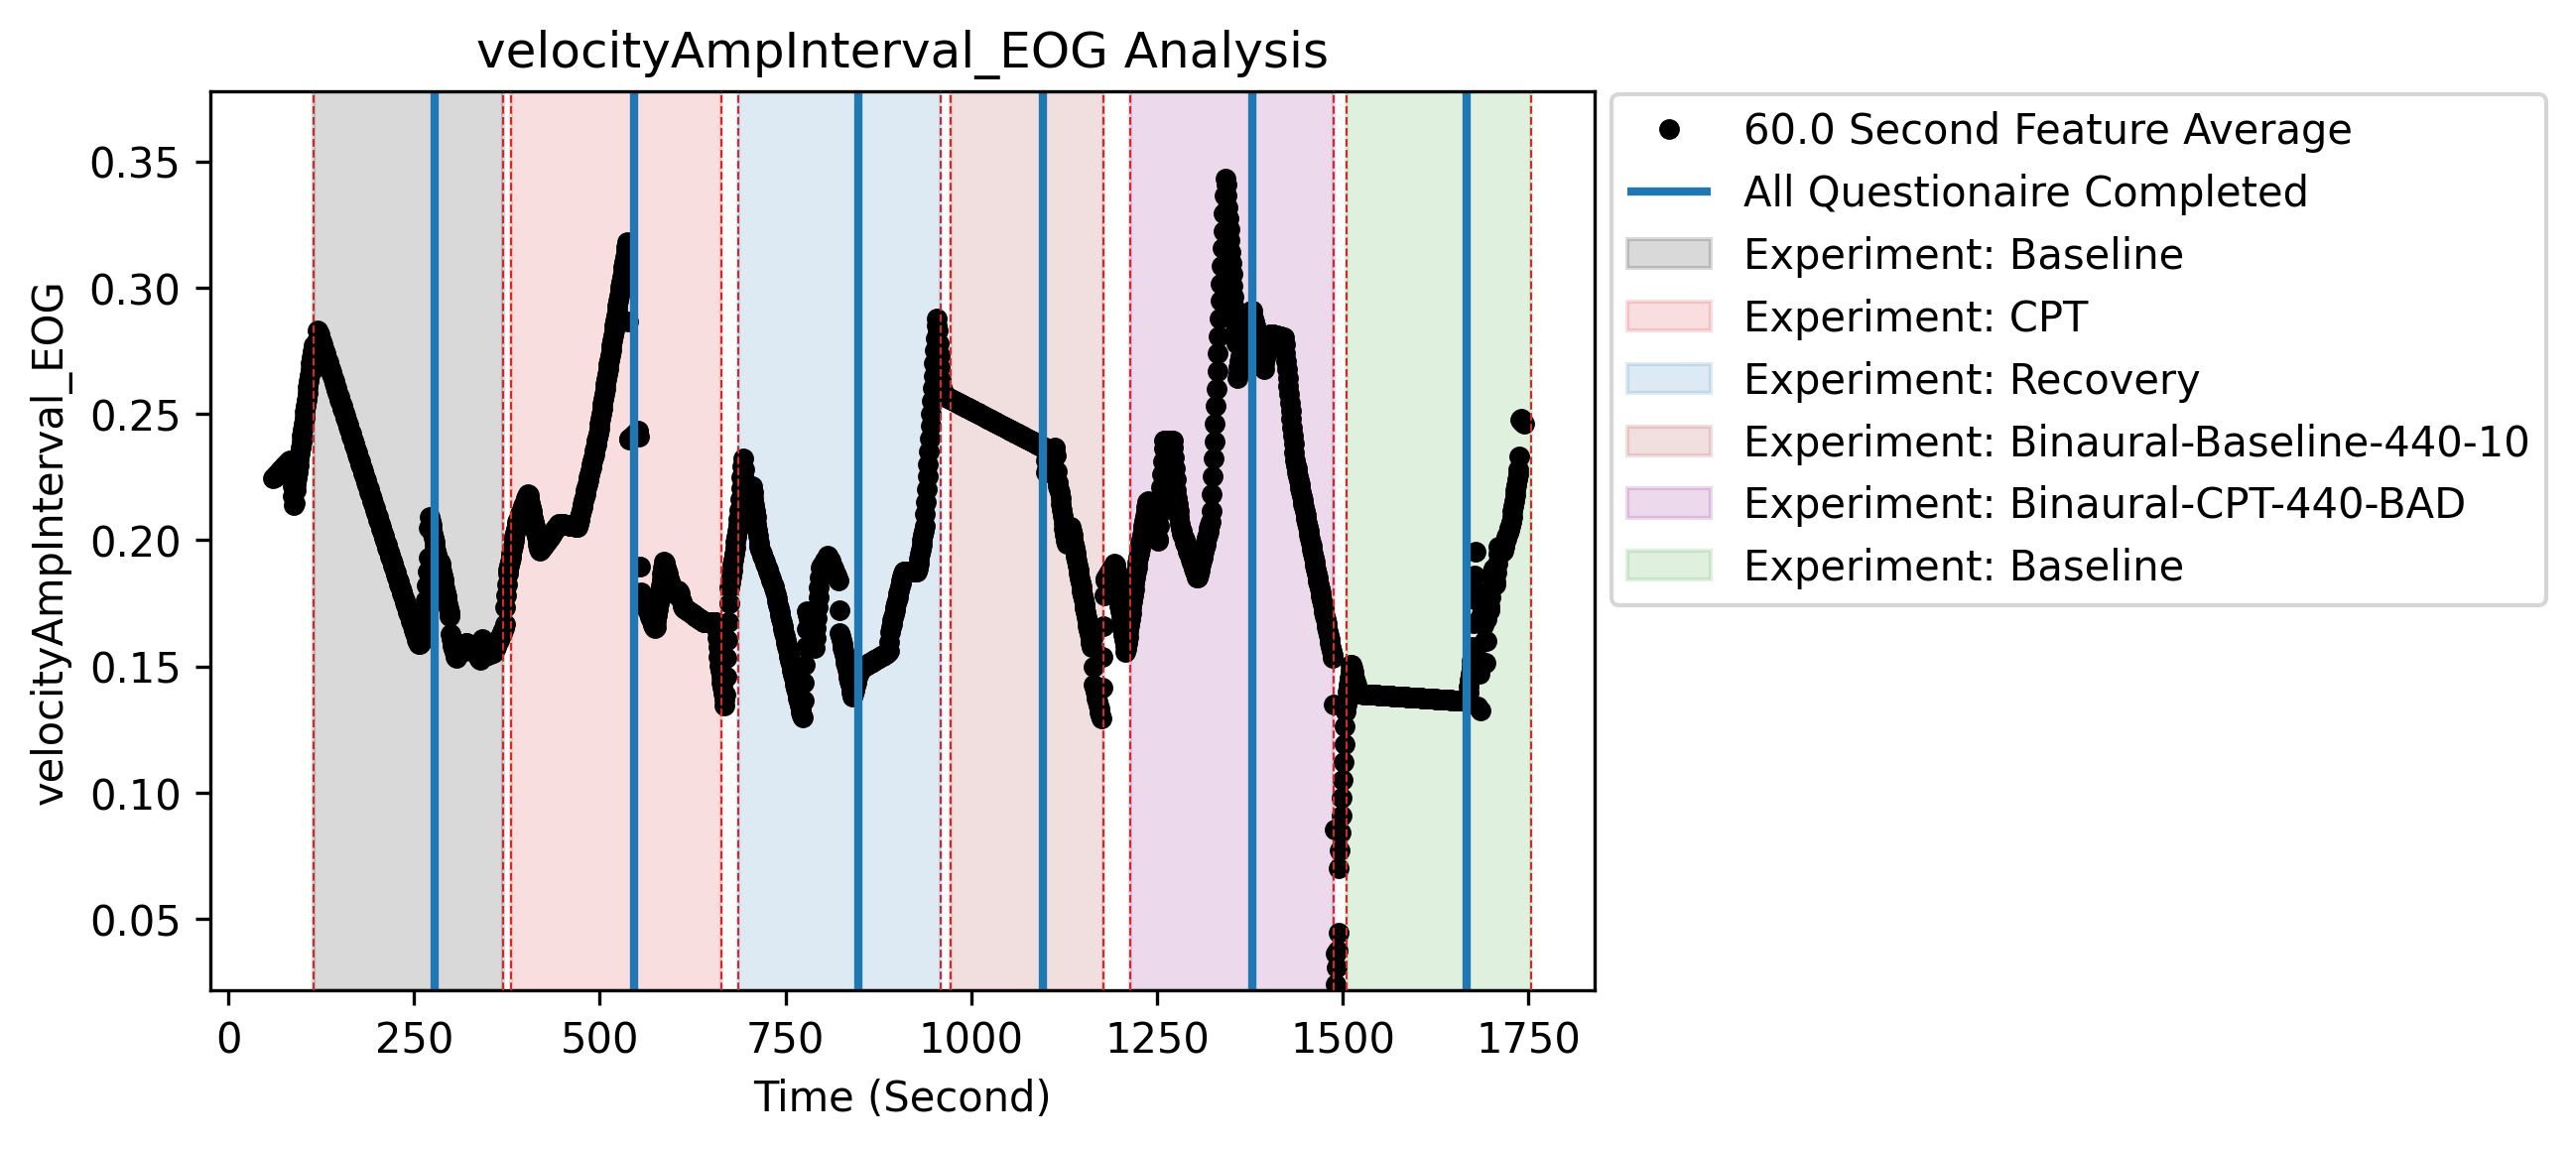 velocityAmpInterval_EOG Analysis
velocityAmpInterval_EOG
0.35
0.30
0.25
0.20
0.15
0.10
0.05
0 250 500 750 1000 1250 1500 1750
Time (Second)
60.0 Second Feature Average
All Questionaire Completed
Experiment: Baseline
Experiment: CPT
Experiment: Recovery
Experiment: Binaural-Baseline-440-10
Experiment: Binaural-CPT-440-BAD
Experiment: Baseline